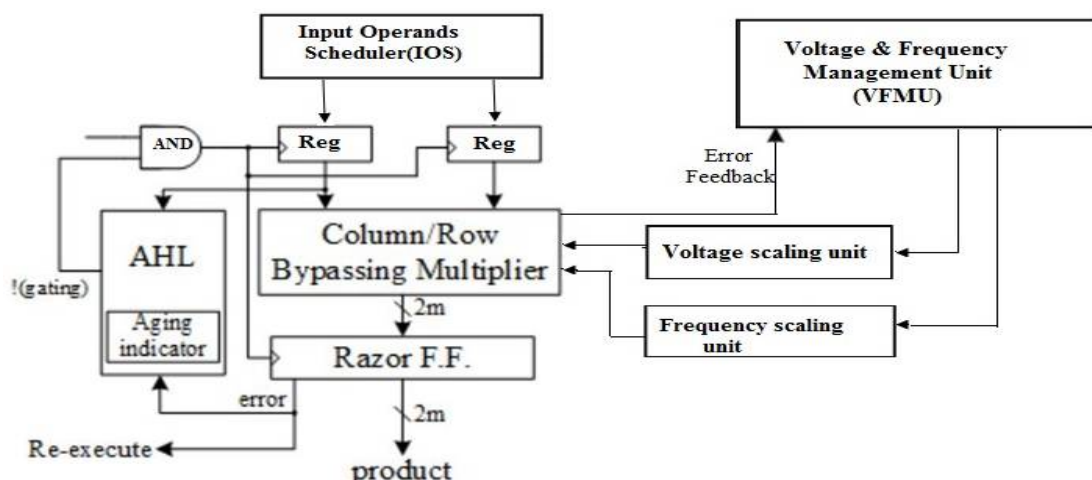 Input Operands
Scheduler(IOS)
Voltage & Frequency
Management Unit
(VFMU)
AND
Reg
Reg
Error
Feedback
AHL
Column/Row
Bypassing Multiplier
Voltage scaling unit
!(gating)
2m
Aging
indicator
Frequency scaling
unit
Razor F.F.
error
2m
Re-execute
product